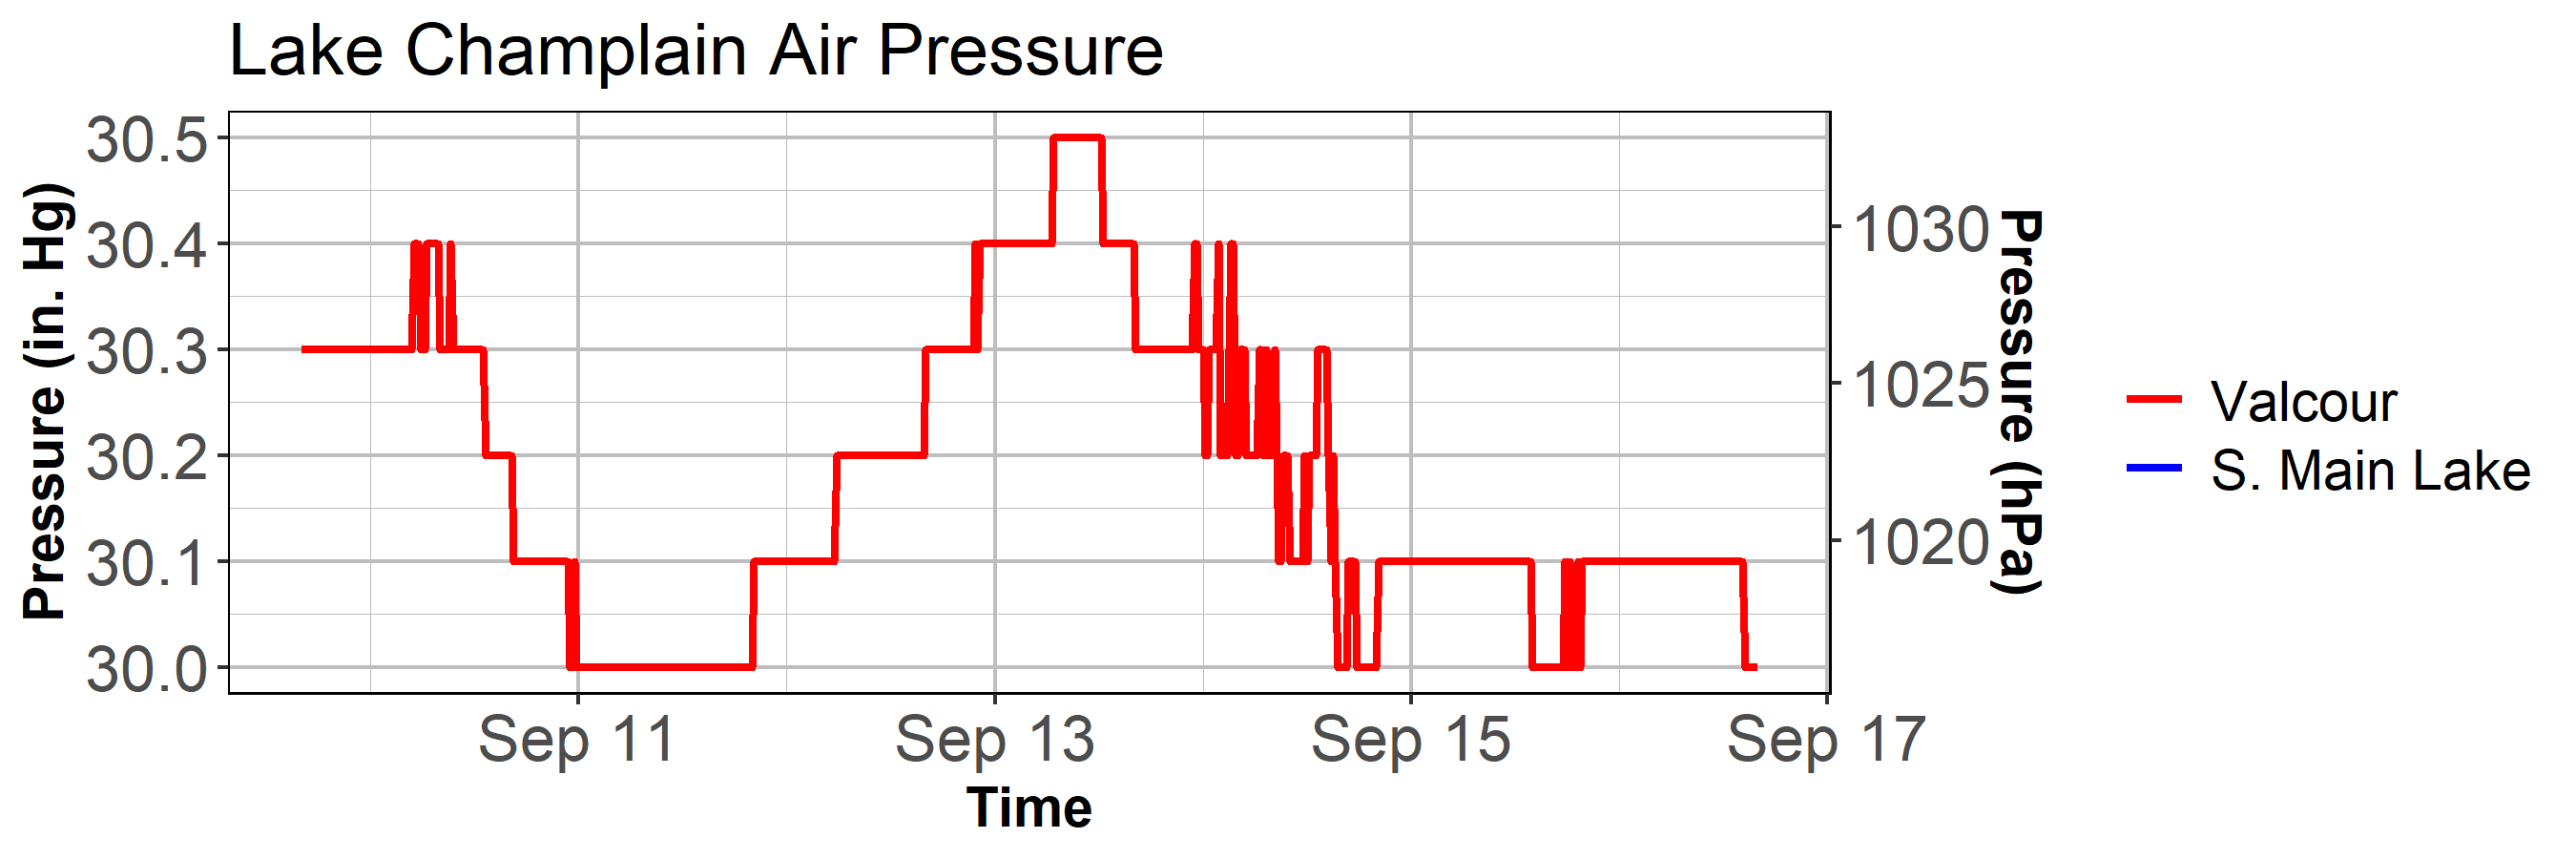 Lake Champlain Air Pressure
Pressure (in. Hg)
30.5
30.4
30.3
30.2
30.1
30.0
Sep 11
Sep 13
Sep 15
Sep 17
Time
1030
1025
1020
Pressure (hPa)
Valcour
S. Main Lake